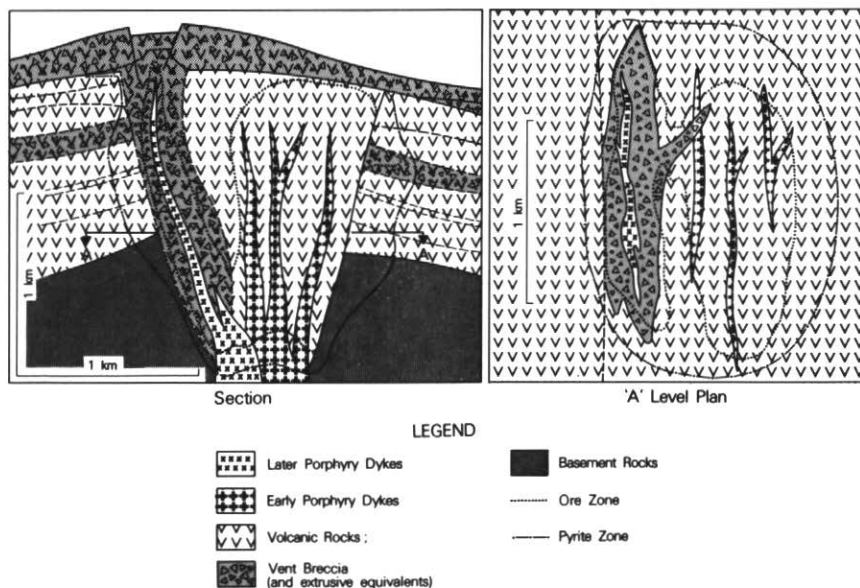 A
A
1 km
1 km
Section
1 km
'A' Level Plan
LEGEND
Later Porphyry Dykes
Early Porphyry Dykes
Volcanic Rocks ;
Vent Breccia
(and extrusive equivalents)
Basement Rocks
Ore Zone
Pyrite Zone